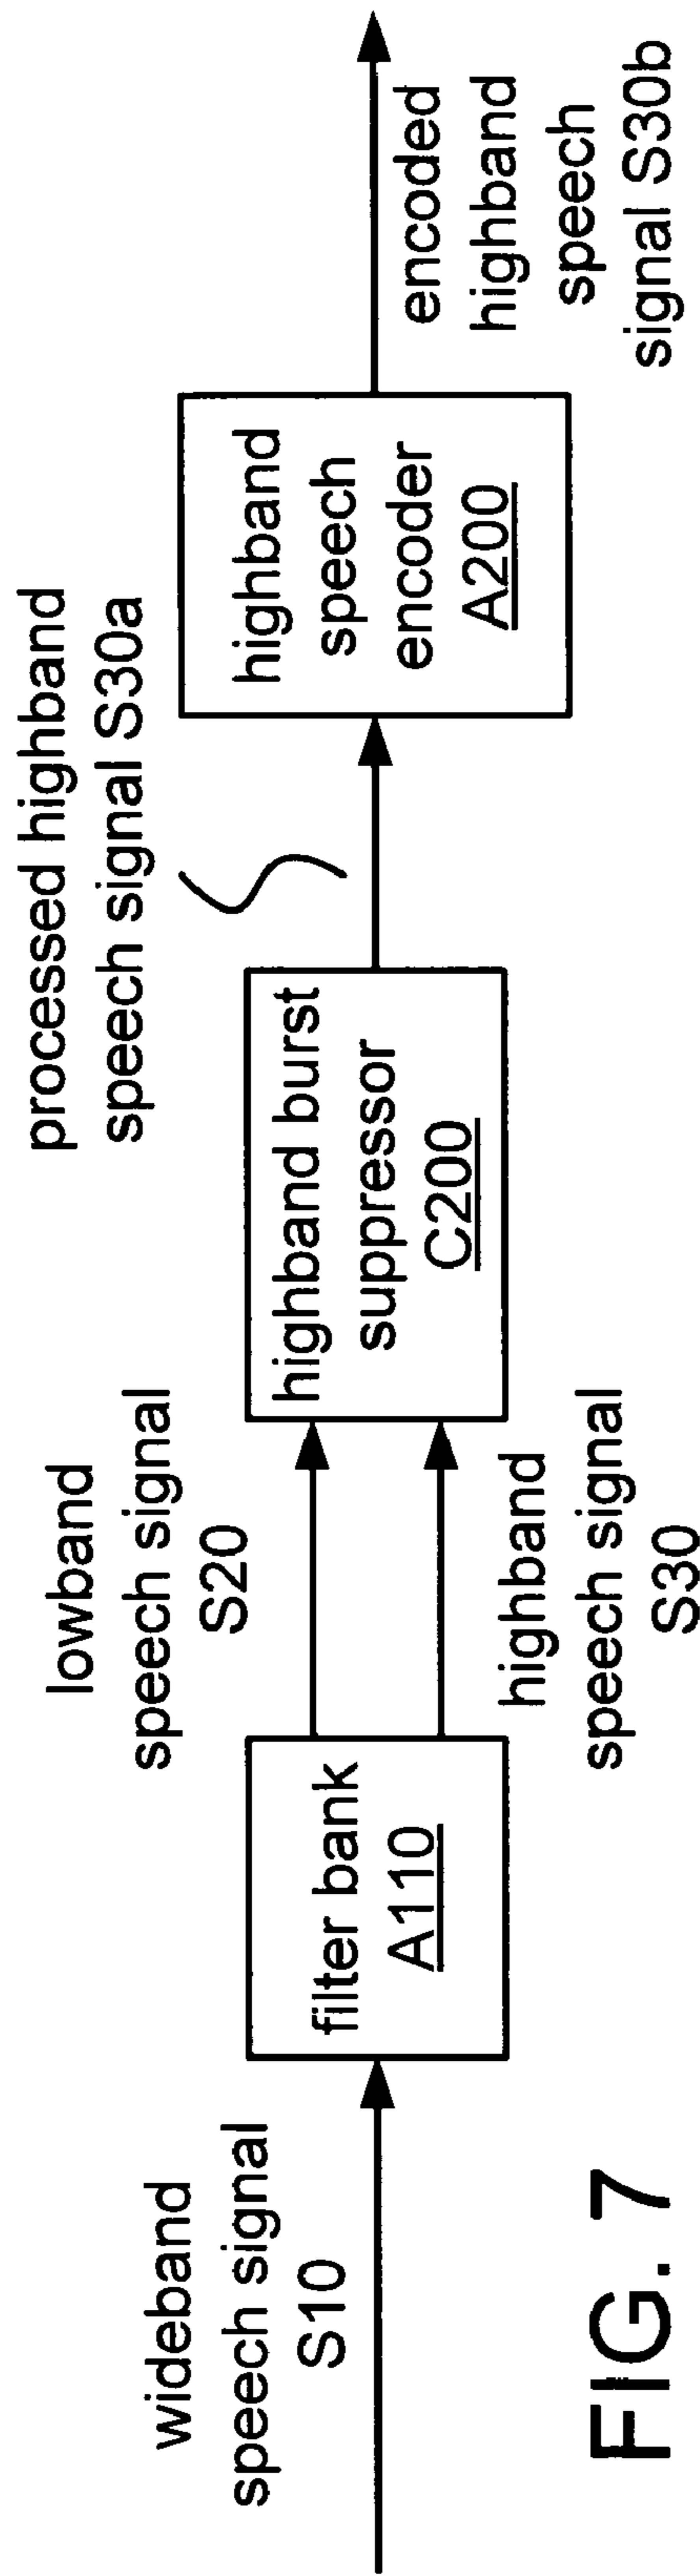 wideband
speech signal
S10
filter bank
A110
lowband
speech signal
S20
highband
speech signal
S30
highband burst
suppressor
C200
processed highband
speech signal S30a
highband
speech
encoder
A200
encoded
highband
speech
signal S30b
FIG. 7